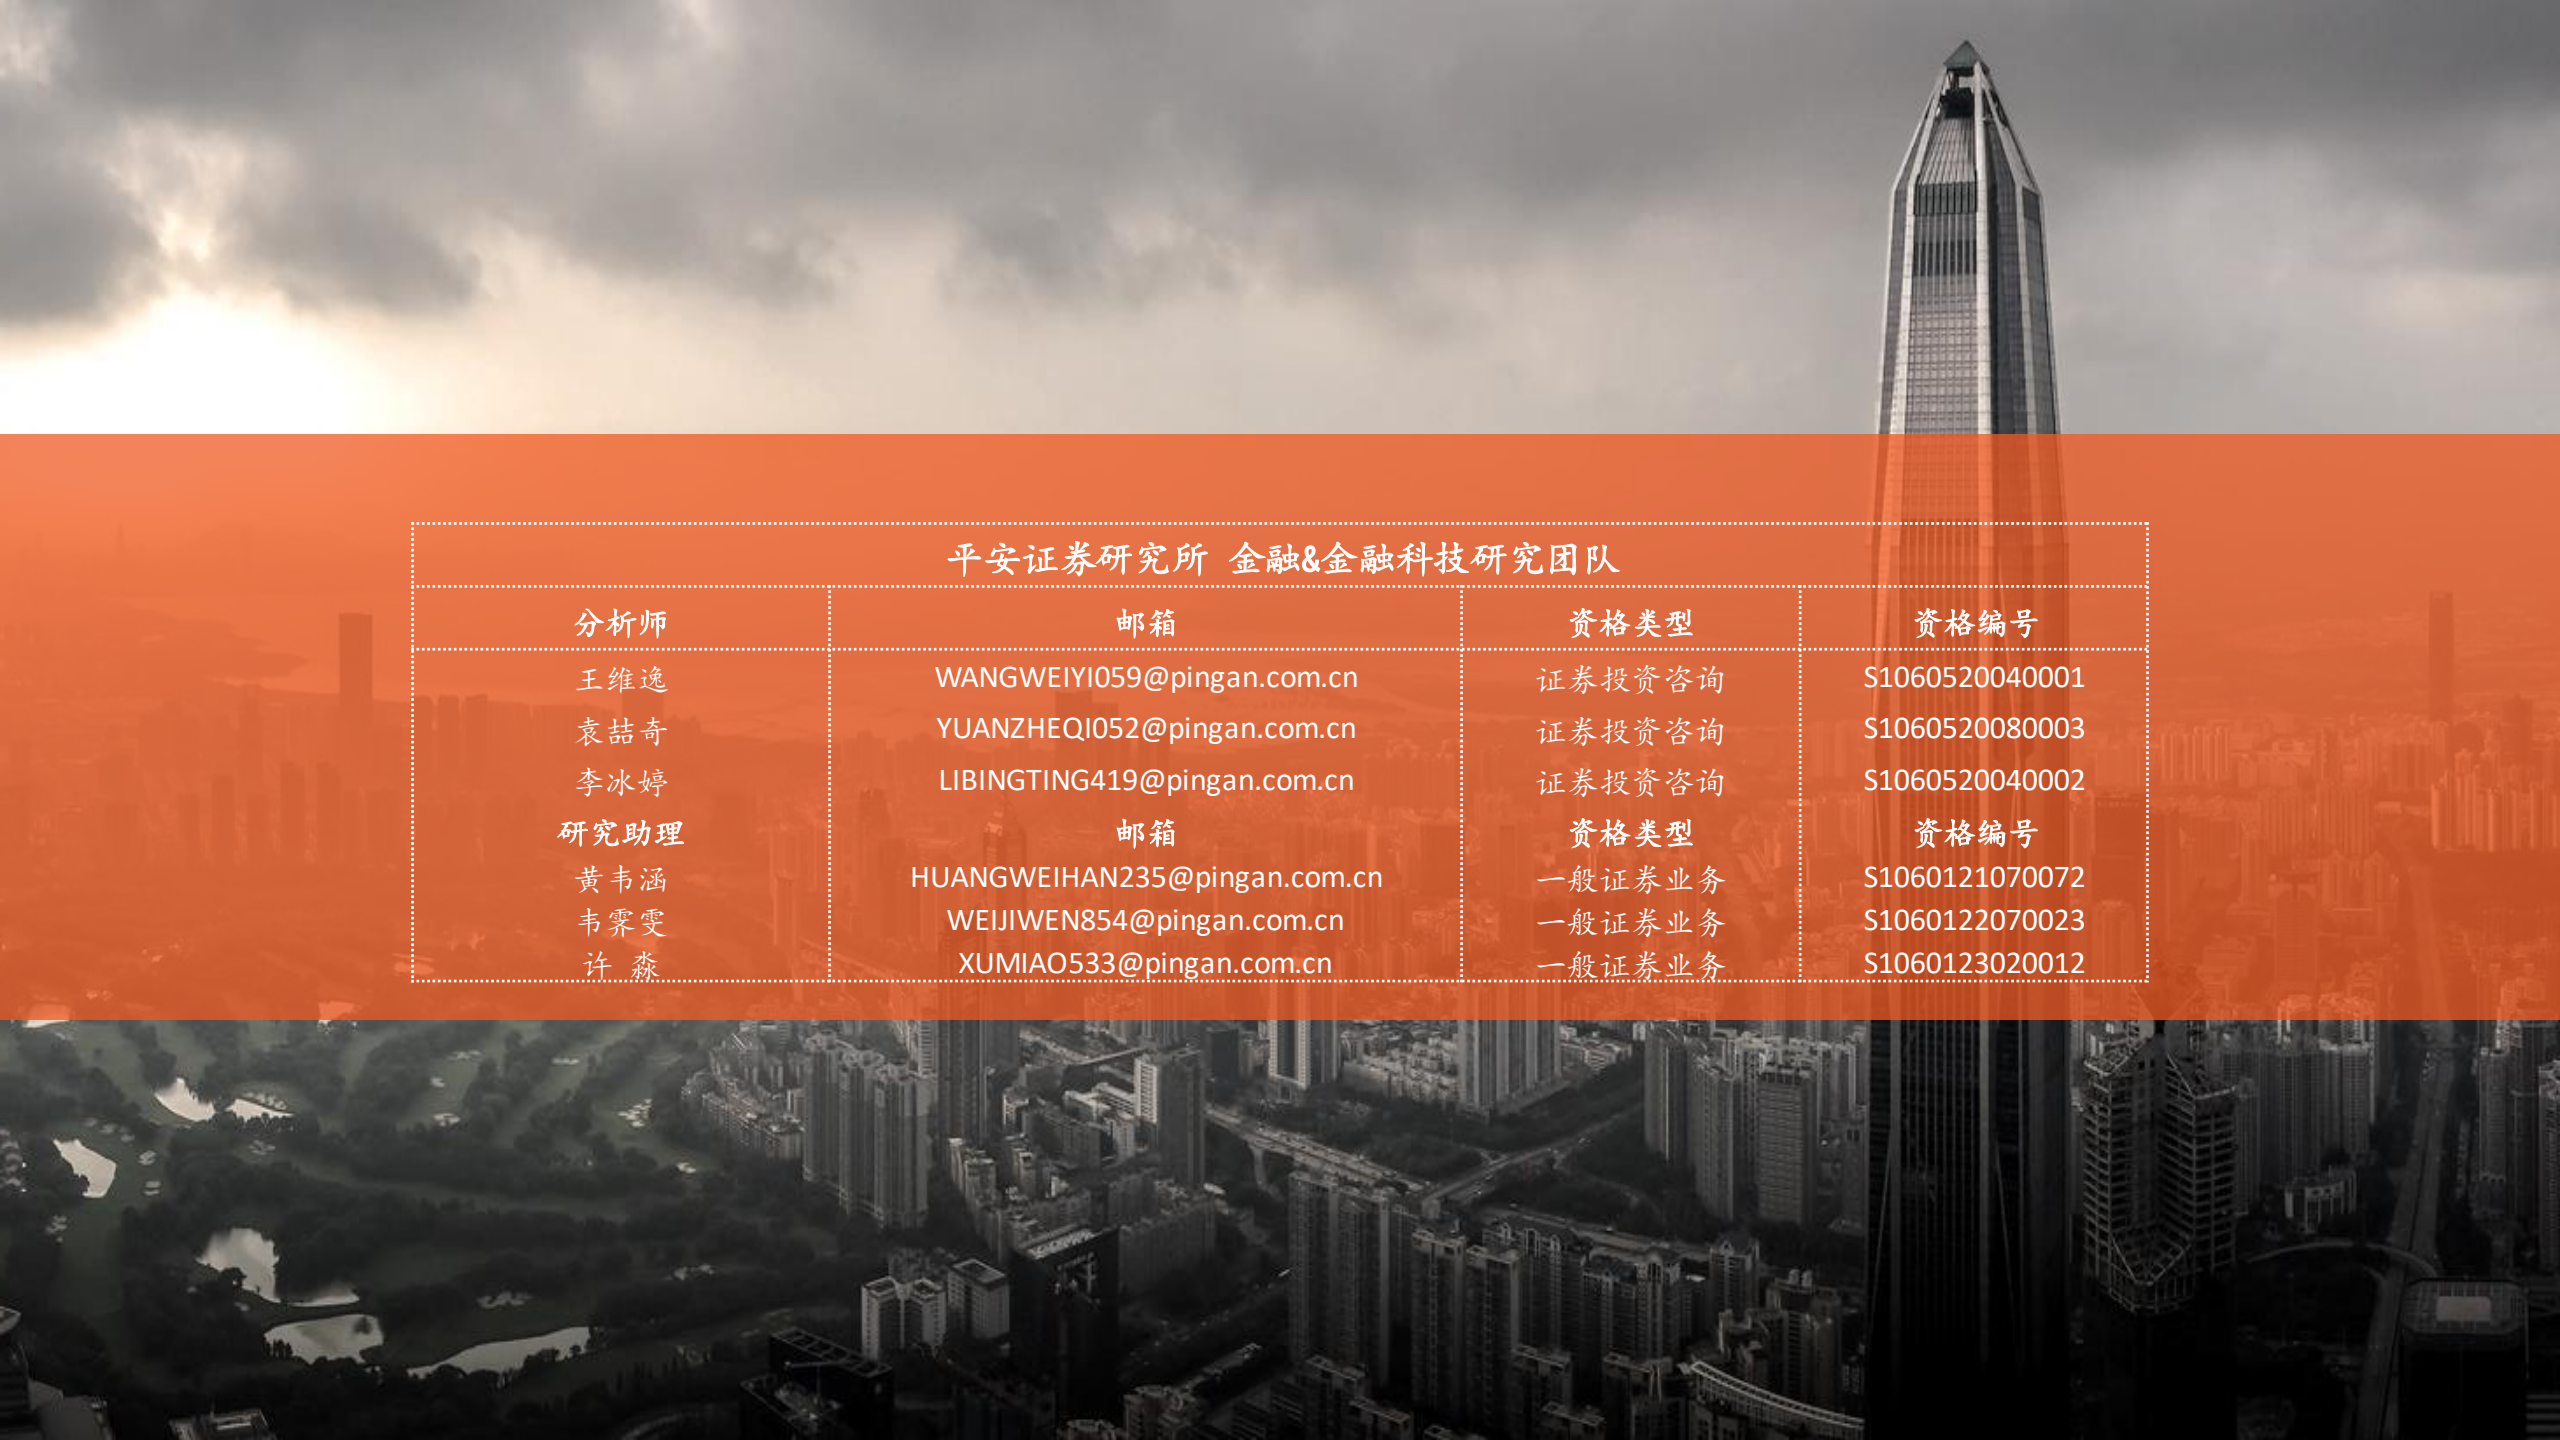 平安证券研究所 金融&金融科技研究团队
分析师 邮箱 资格类型 资格编号
王维逸 WANGWEIYI059@pingan.com.cn 证券投资咨询 S1060520040001
袁喆奇 YUANZHEQI052@pingan.com.cn 证券投资咨询 S1060520080003
李冰婷 LIBINGTING419@pingan.com.cn 证券投资咨询 S1060520040002
研究助理 邮箱 资格类型 资格编号
黄韦涵 HUANGWEIHAN235@pingan.com.cn 一般证券业务 S1060121070072
韦霁雯 WEIJIWEN854@pingan.com.cn 一般证券业务 S1060122070023
许 淼 XUMIAO533@pingan.com.cn 一般证券业务 S1060123020012